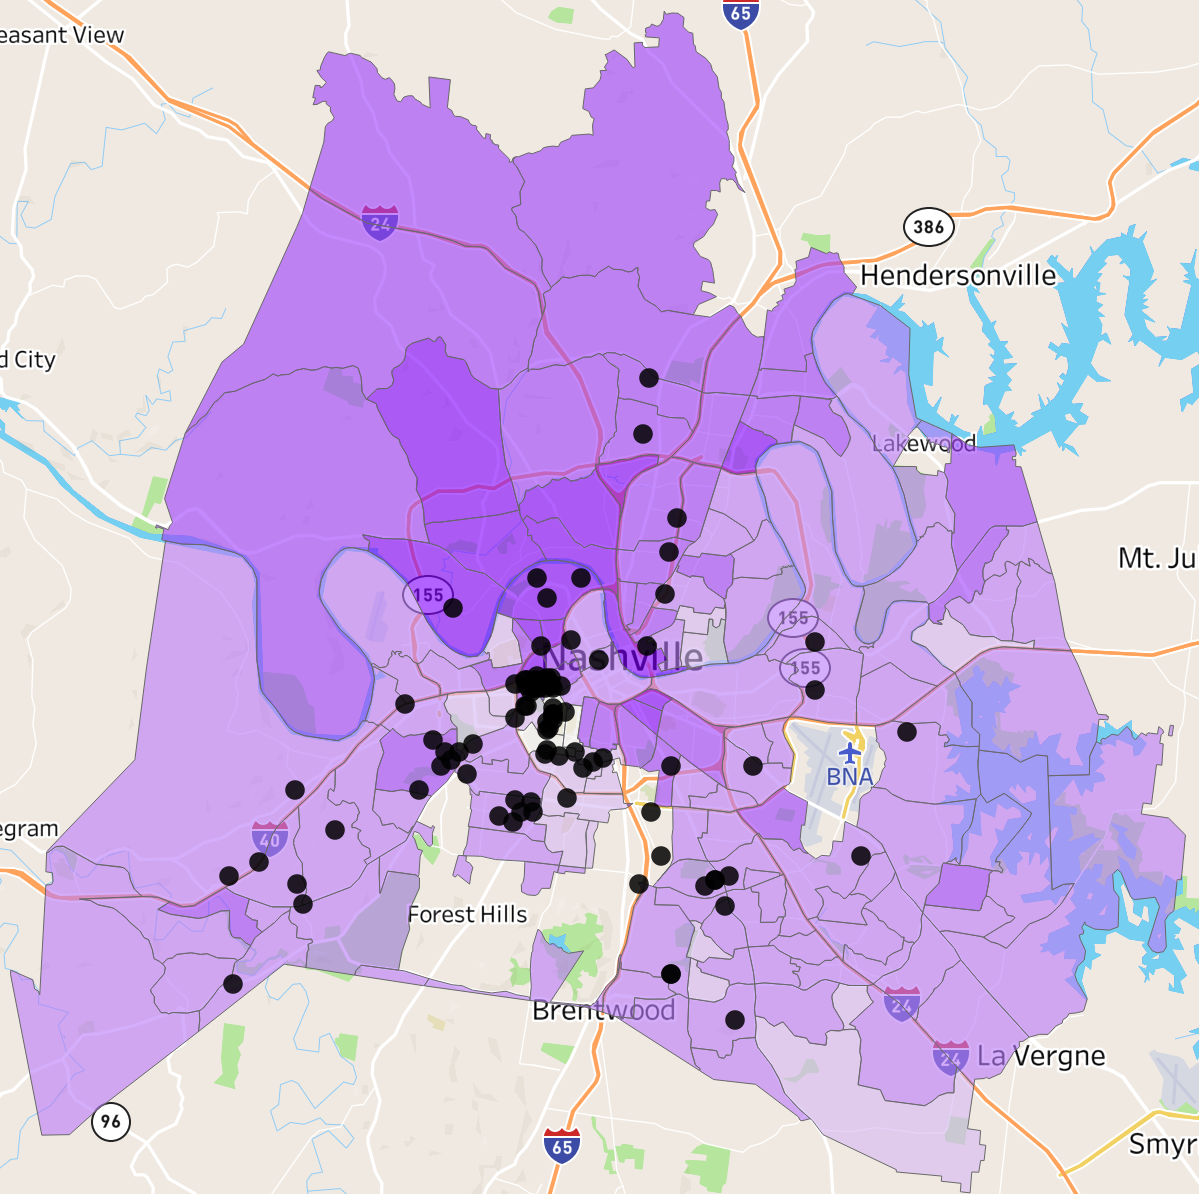 65
easant View
24
386
Hendersonville
d City
Lakewood
Mt. Ju
155
155
Nashville
155
BNA
egram
40
Forest Hills
24
Brentwood
24
La Vergne
96
65
Smyr